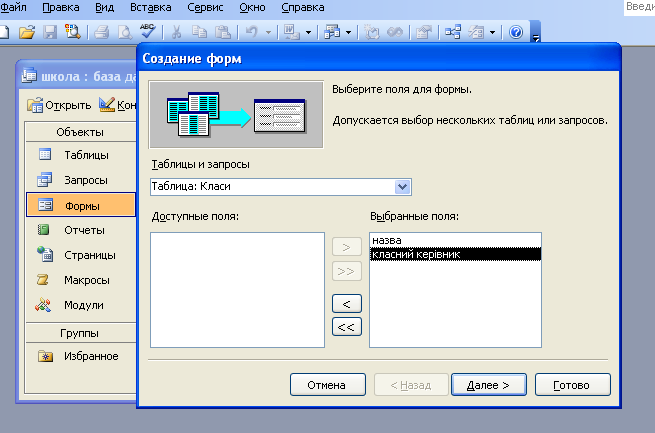 Файл Правка Вид Вставка Сервис Окно Справка
Введи
ABC
школа : база да
Открыть Кон
Объекты
Таблицы
Запросы
Формы
Отчеты
Страницы
Макросы
Модули
Группы
Избранное
Создание форм
Выберите поля для формы.
Допускается выбор нескольких таблиц или запросов.
Таблицы и запросы
Таблица: Класи
Доступные поля:
Выбранные поля:
назва
класний керівник
>
>>
<
<<
Отмена
< Назад
Далее >
Готово